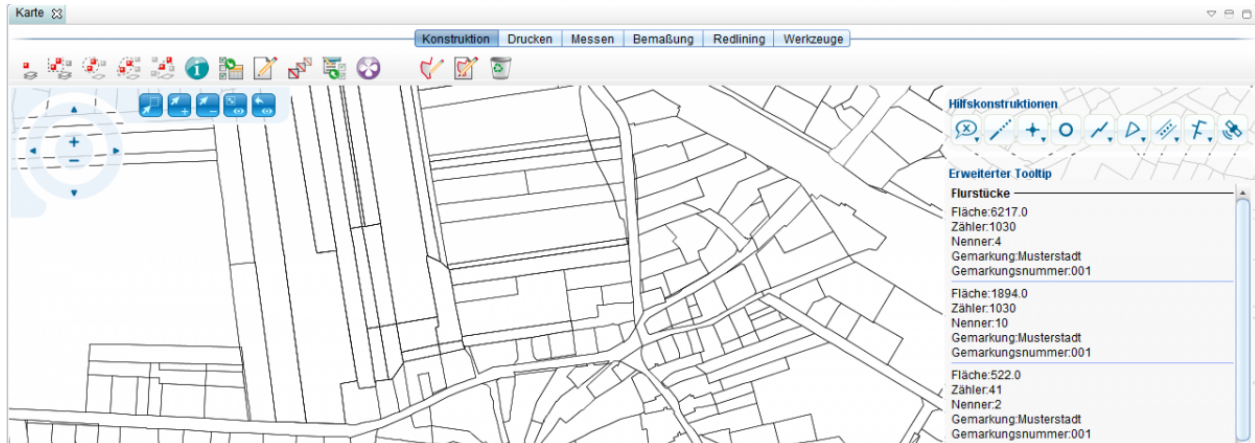 Karte
Konstruktion Drucken Messen Bemaßung Redlining Werkzeuge
Hilfskonstruktionen
Erweiterter Tooltip
Flurstücke
Fläche:6217.0
Zähler:1030
Nenner:4
Gemarkung:Musterstadt
Gemarkungsnummer:001
Fläche:1894.0
Zähler:1030
Nenner:10
Gemarkung:Musterstadt
Gemarkungsnummer:001
Fläche:522.0
Zähler:41
Nenner:2
Gemarkung:Musterstadt
Gemarkungsnummer:001